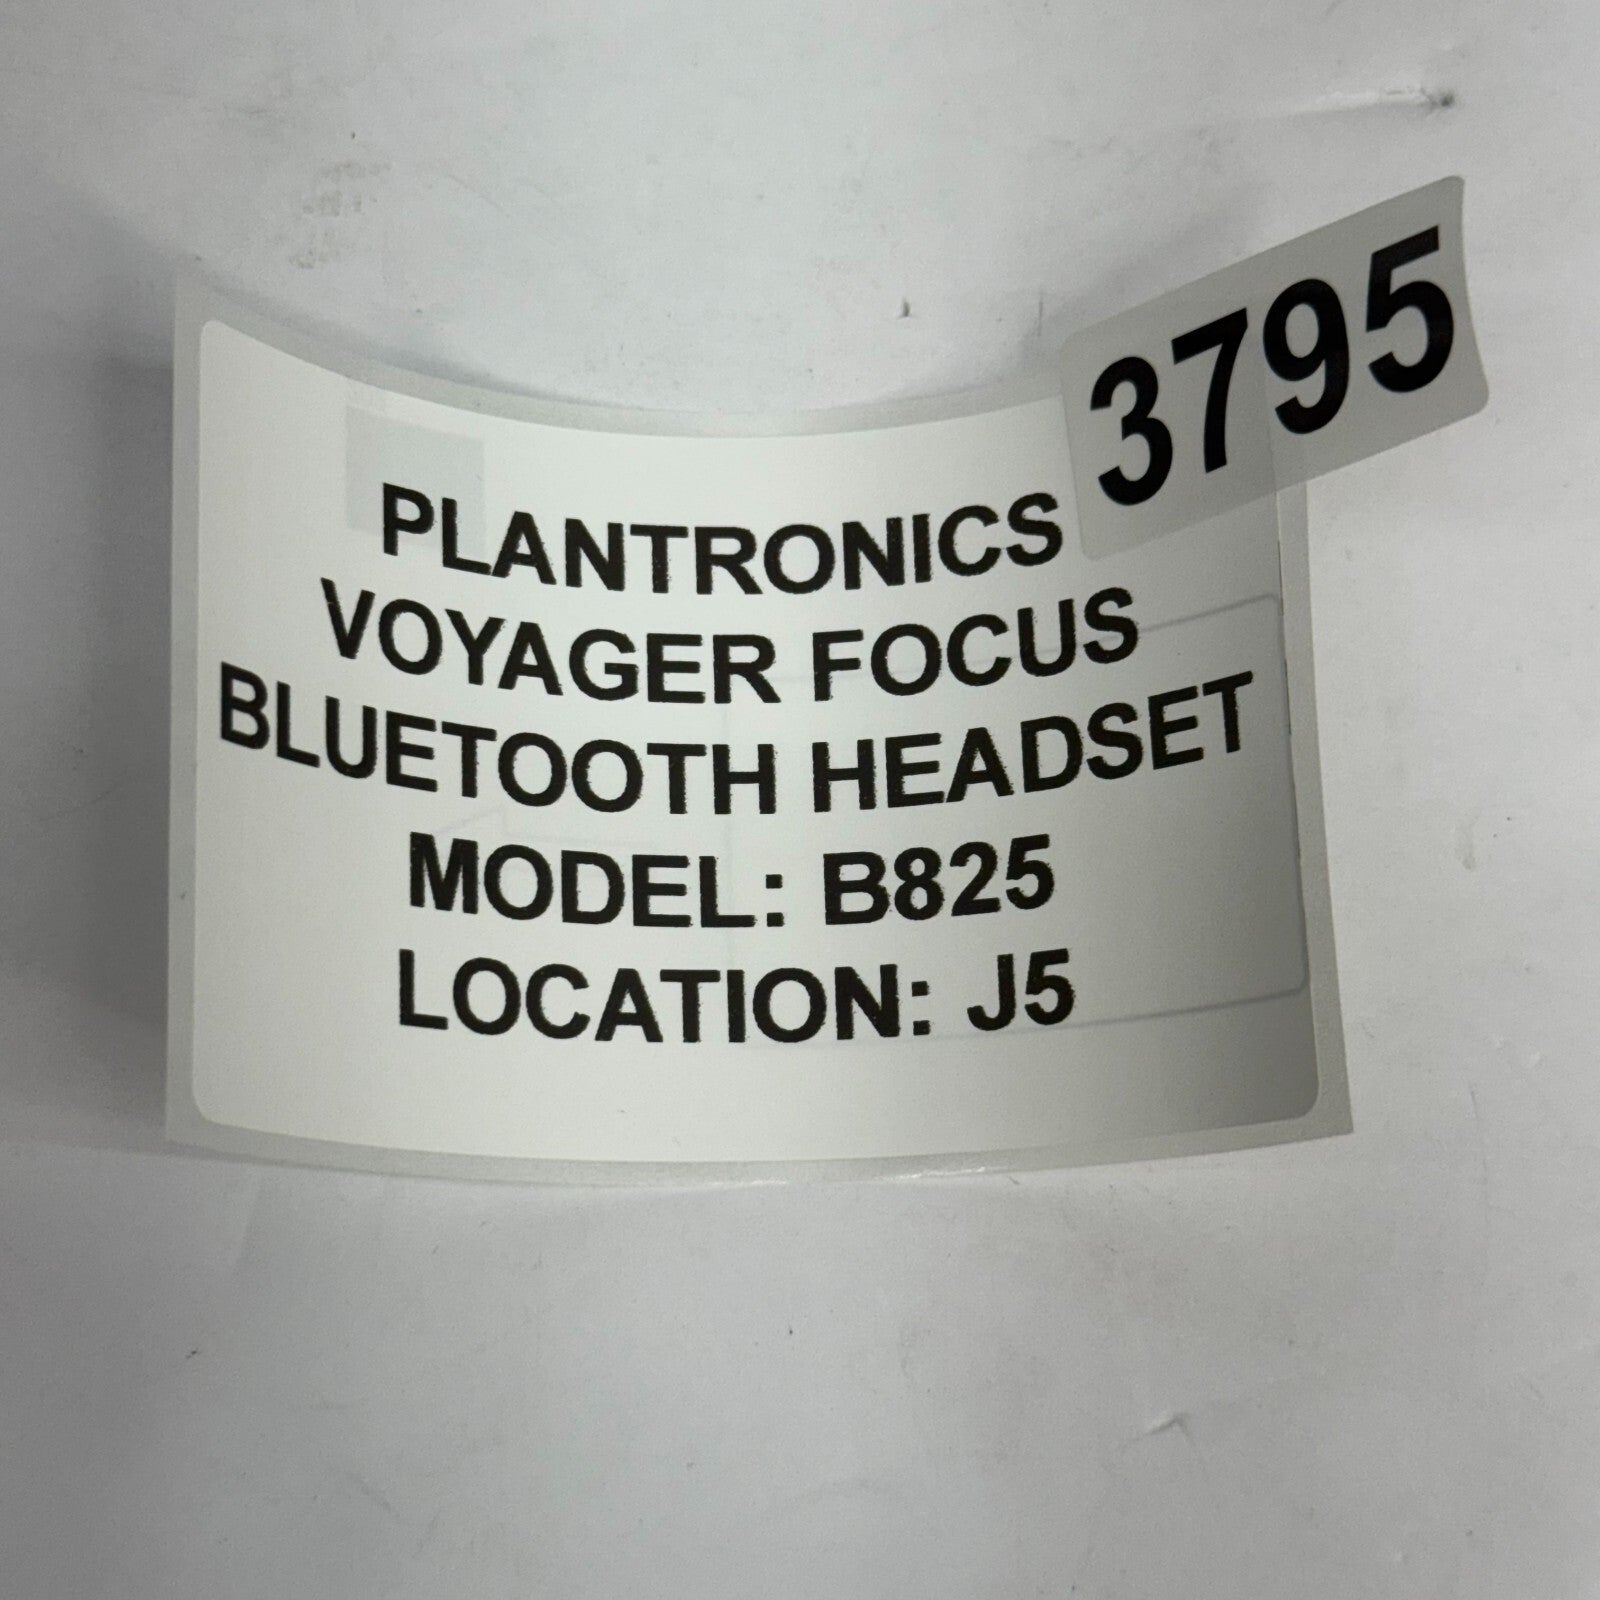 3795
PLANTRONICS
VOYAGER FOCUS
BLUETOOTH HEADSET
MODEL: B825
LOCATION: J5